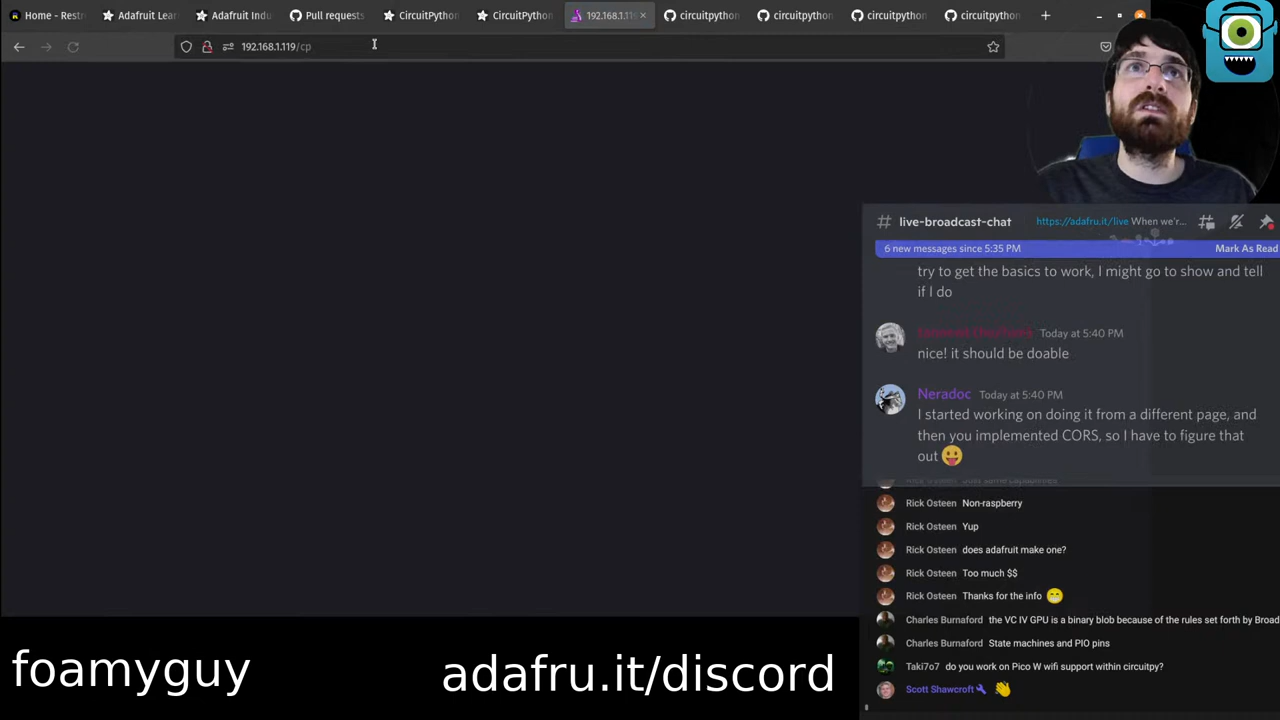 Home - Restr
Adafruit Lear
Adafruit Indu
Pull requests
CircuitPython
CircuitPython
192.168.1.119
circuitpython
circuitpython
circuitpython
circuitpython
192.168.1.119/cp
# live-broadcast-chat https://adafru.it/live When we'r...
6 new messages since 5:35 PM Mark As Read
try to get the basics to work, I might go to show and tell
if I do
Today at 5:40 PM
nice! it should be doable
Neradoc Today at 5:40 PM
I started working on doing it from a different page, and
then you implemented CORS, so I have to figure that
out 😛
Rick Osteen Non-raspberry
Rick Osteen Yup
Rick Osteen does adafruit make one?
Rick Osteen Too much $$
Rick Osteen Thanks for the info 😁
Charles Burnaford the VC IV GPU is a binary blob because of the rules set forth by Broad
Charles Burnaford State machines and PIO pins
Taki7o7 do you work on Pico W wifi support within circuitpy?
Scott Shawcroft 👋
foamyguy
adafru.it/discord